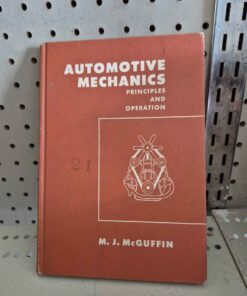 AUTOMOTIVE
MECHANICS
PRINCIPLES
AND
OPERATION
21
M. J. McGUFFIN